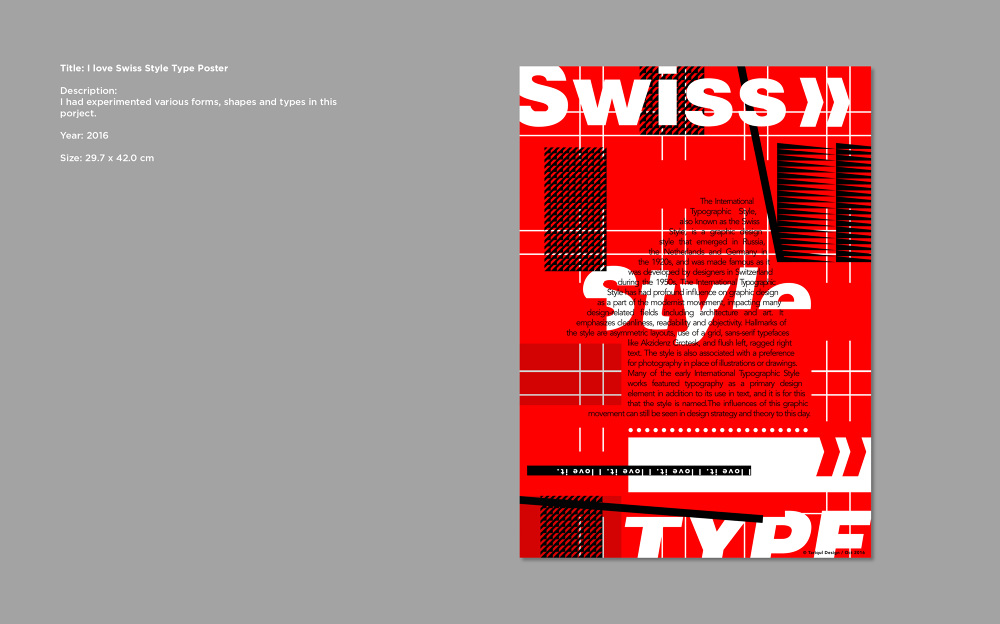 Title: I love Swiss Style Type Poster
Description:
I had experimented various forms, shapes and types in this
porject.
Year: 2016
Size: 29.7 x 42.0 cm
Swiss»
The International
Typographic Style,
also known as the Swiss
Style, is a graphic design
style that emerged in Russia,
the Netherlands and Germany in
the 1920s, and was made famous as it
was developed by designers in Switzerland
during the 1950s. The International Typographic
Style has had profound influence on graphic design
as a part of the modernist movement, impacting many
design-related fields including architecture and art. It
emphasizes cleanliness, readability and objectivity. Hallmarks of
the style are asymmetric layouts, use of a grid, sans-serif typefaces
like Akzidenz Grotesk, and flush left, ragged right
text. The style is also associated with a preference
for photography in place of illustrations or drawings.
Many of the early International Typographic Style
works featured typography as a primary design
element in addition to its use in text, and it is for this
that the style is named.The influences of this graphic
movement can still be seen in design strategy and theory to this day.
Style
I love it. I love it. I love it. I love it.
TYPE